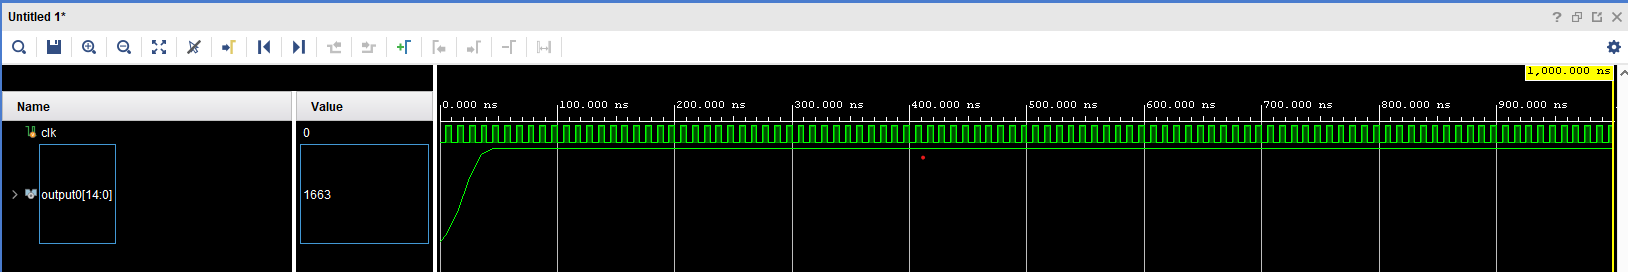 Untitled 1*
1,000.000 ns
Name Value
0.000 ns 100.000 ns 200.000 ns 300.000 ns 400.000 ns 500.000 ns 600.000 ns 700.000 ns 800.000 ns 900.000 ns
clk 0
output0[14:0] 1663